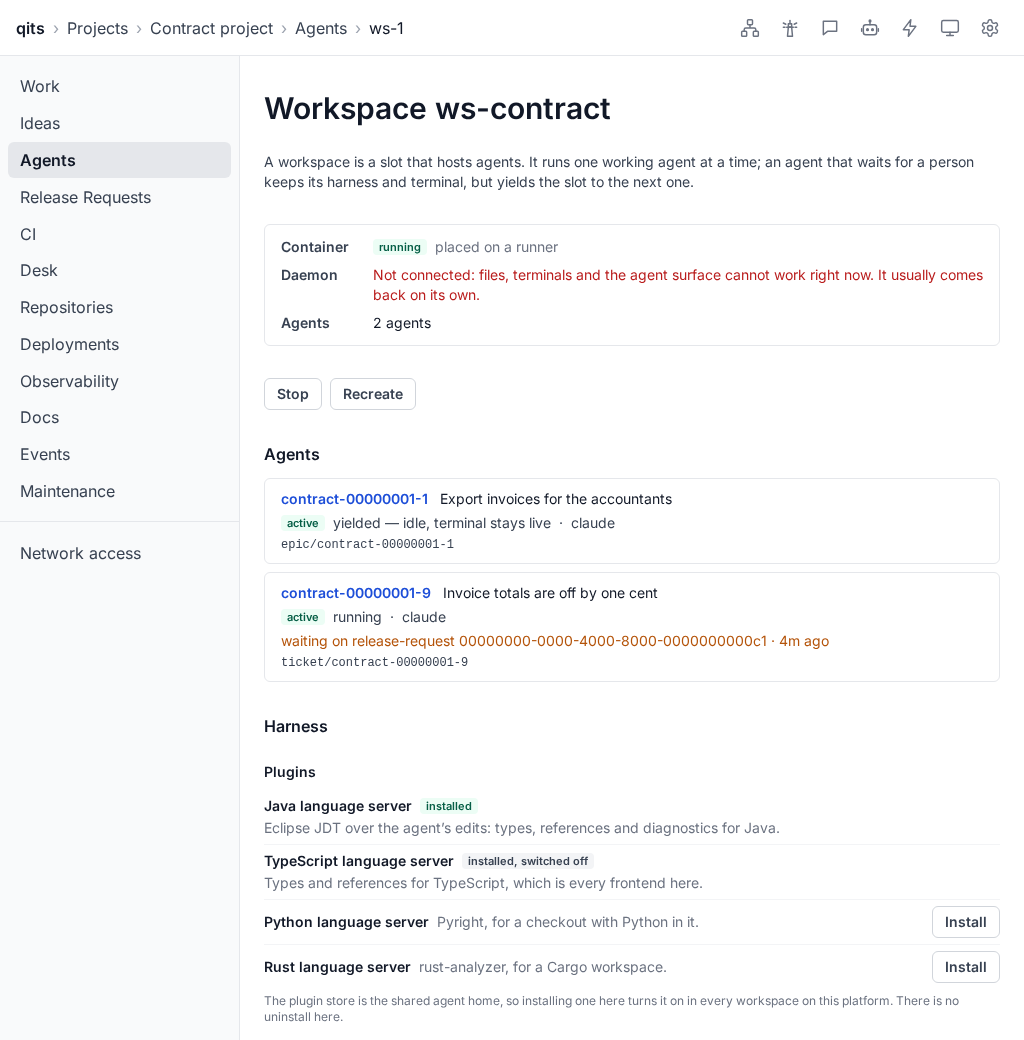 qits › Projects › Contract project › Agents › ws-1
Work
Ideas
Agents
Release Requests
CI
Desk
Repositories
Deployments
Observability
Docs
Events
Maintenance
Network access
Workspace ws-contract
A workspace is a slot that hosts agents. It runs one working agent at a time; an agent that waits for a person
keeps its harness and terminal, but yields the slot to the next one.
Container running placed on a runner
Daemon Not connected: files, terminals and the agent surface cannot work right now. It usually comes
back on its own.
Agents 2 agents
Stop Recreate
Agents
contract-00000001-1 Export invoices for the accountants
active yielded — idle, terminal stays live · claude
epic/contract-00000001-1
contract-00000001-9 Invoice totals are off by one cent
active running · claude
waiting on release-request 00000000-0000-4000-8000-0000000000c1 · 4m ago
ticket/contract-00000001-9
Harness
Plugins
Java language server installed
Eclipse JDT over the agent’s edits: types, references and diagnostics for Java.
TypeScript language server installed, switched off
Types and references for TypeScript, which is every frontend here.
Python language server Pyright, for a checkout with Python in it. Install
Rust language server rust-analyzer, for a Cargo workspace. Install
The plugin store is the shared agent home, so installing one here turns it on in every workspace on this platform. There is no
uninstall here.